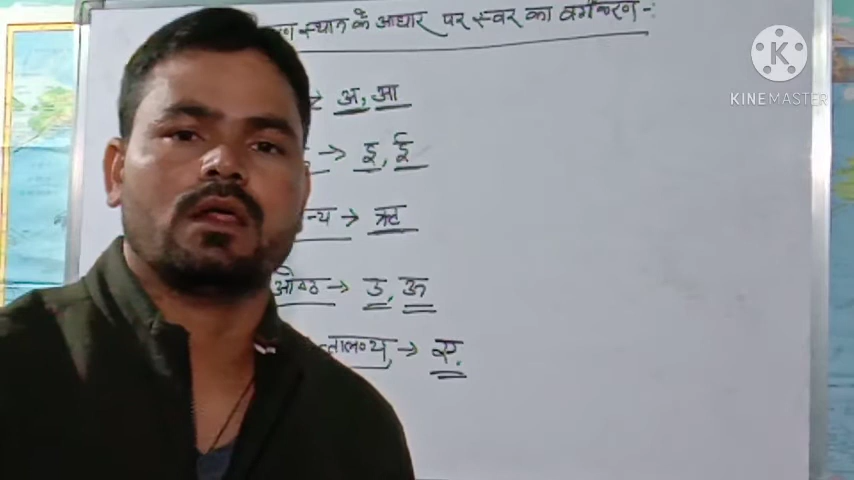 स्थान के आधार पर स्वर का वर्गीकरण -:
अ, आ
→ इ, ई
न्य → ऋ
ओष्ठ → उ, ऊ
तालव्य, → ए,
KINEMASTER